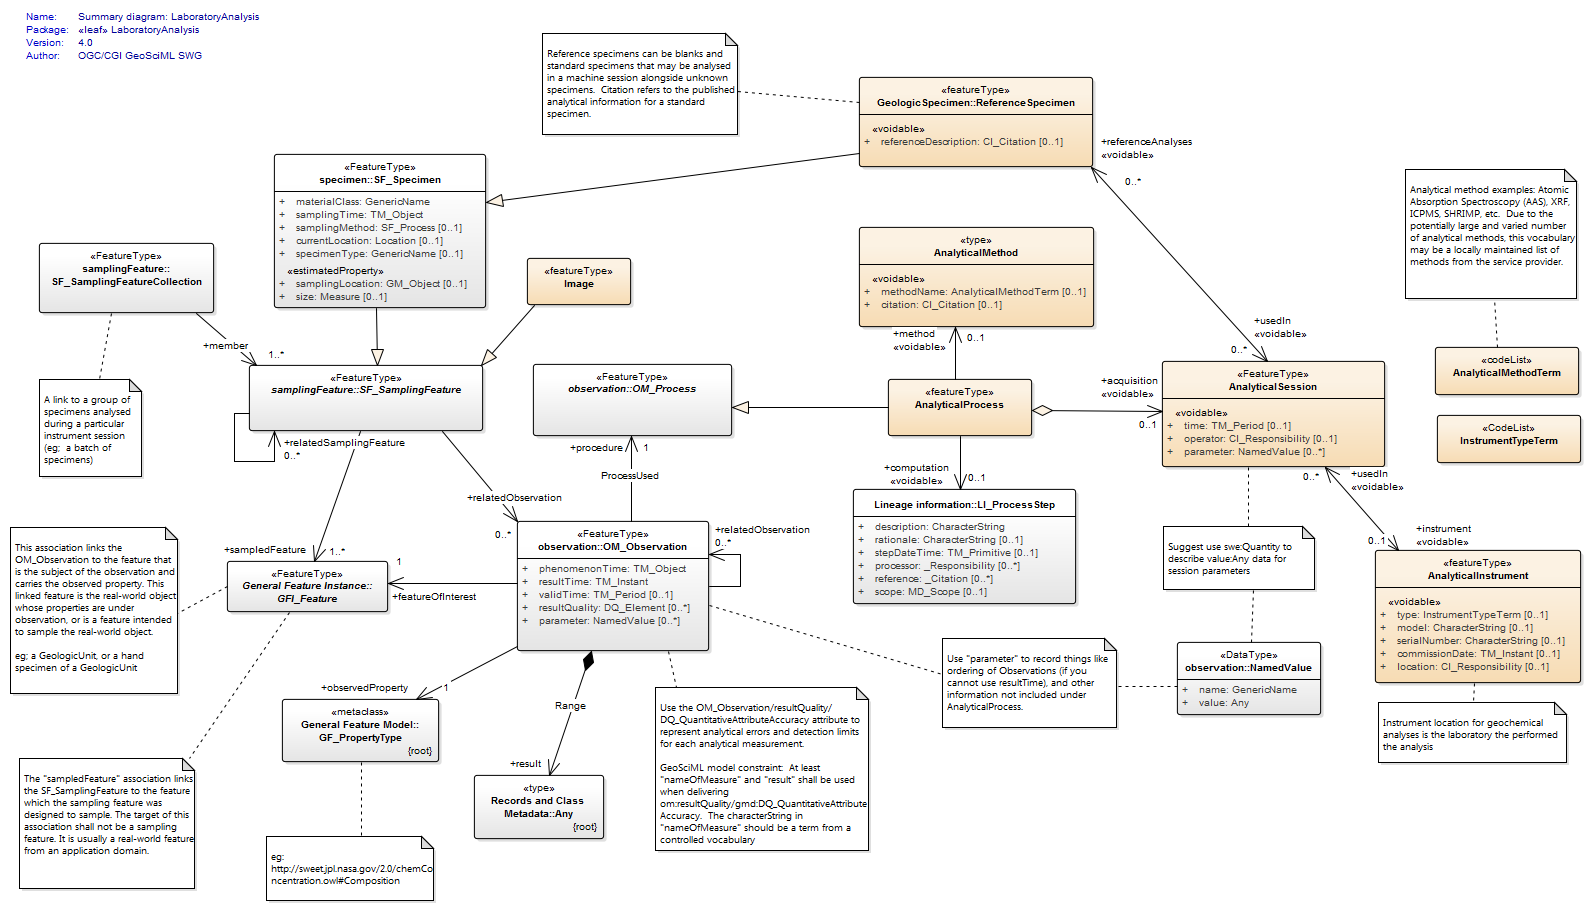 Name: Summary diagram: LaboratoryAnalysis
Package: «leaf» LaboratoryAnalysis
Version: 4.0
Author: OGC/CGI GeoSciML SWG
Reference specimens can be blanks and
standard specimens that may be analysed
in a machine session alongside unknown
specimens. Citation refers to the published
analytical information for a standard
specimen.
«featureType»
GeologicSpecimen::ReferenceSpecimen
«voidable»
+ referenceDescription: CI_Citation [0..1]
+referenceAnalyses
«voidable»
0..*
«FeatureType»
specimen::SF_Specimen
+ materialClass: GenericName
+ samplingTime: TM_Object
+ samplingMethod: SF_Process [0..1]
+ currentLocation: Location [0..1]
+ specimenType: GenericName [0..1]
«estimatedProperty»
+ samplingLocation: GM_Object [0..1]
+ size: Measure [0..1]
Analytical method examples: Atomic
Absorption Spectroscopy (AAS), XRF,
ICPMS, SHRIMP, etc. Due to the
potentially large and varied number
of analytical methods, this vocabulary
may be a locally maintained list of
methods from the service provider.
«FeatureType»
samplingFeature::
SF_SamplingFeatureCollection
«featureType»
Image
«type»
AnalyticalMethod
«voidable»
+ methodName: AnalyticalMethodTerm [0..1]
+ citation: CI_Citation [0..1]
+member
1..*
+method
«voidable»
0..1
+usedIn
«voidable»
0..*
«codeList»
AnalyticalMethodTerm
«CodeList»
InstrumentTypeTerm
A link to a group of
specimens analysed
during a particular
instrument session
(eg; a batch of
specimens)
«FeatureType»
samplingFeature::SF_SamplingFeature
+relatedSamplingFeature
0..*
«FeatureType»
observation::OM_Process
«featureType»
AnalyticalProcess
+acquisition
«voidable»
0..1
«FeatureType»
AnalyticalSession
«voidable»
+ time: TM_Period [0..1]
+ operator: CI_Responsibility [0..1]
+ parameter: NamedValue [0..*]
+procedure
1
ProcessUsed
+computation
«voidable»
0..1
0..*
+usedIn
«voidable»
+relatedObservation
0..*
Lineage information::LI_ProcessStep
+ description: CharacterString
+ rationale: CharacterString [0..1]
+ stepDateTime: TM_Primitive [0..1]
+ processor: _Responsibility [0..*]
+ reference: _Citation [0..*]
+ scope: MD_Scope [0..1]
+instrument
«voidable»
0..1
This association links the
OM_Observation to the feature that
is the subject of the observation and
carries the observed property. This
linked feature is the real-world object
whose properties are under
observation, or is a feature intended
to sample the real-world object.
eg; a GeologicUnit, or a hand
specimen of a GeologicUnit
+sampledFeature
1..*
«FeatureType»
General Feature Instance::
GFI_Feature
1
+featureOfInterest
«FeatureType»
observation::OM_Observation
+ phenomenonTime: TM_Object
+ resultTime: TM_Instant
+ validTime: TM_Period [0..1]
+ resultQuality: DQ_Element [0..*]
+ parameter: NamedValue [0..*]
+relatedObservation
0..*
Suggest use swe:Quantity to
describe value:Any data for
session parameters
«featureType»
AnalyticalInstrument
«voidable»
+ type: InstrumentTypeTerm [0..1]
+ model: CharacterString [0..1]
+ serialNumber: CharacterString [0..1]
+ commissionDate: TM_Instant [0..1]
+ location: CI_Responsibility [0..1]
Use "parameter" to record things like
ordering of Observations (if you
cannot use resultTime), and other
information not included under
AnalyticalProcess.
«DataType»
observation::NamedValue
+ name: GenericName
+ value: Any
+observedProperty
1
«metaclass»
General Feature Model::
GF_PropertyType
{root}
Range
+result
Use the OM_Observation/resultQuality/
DQ_QuantitativeAttributeAccuracy attribute to
represent analytical errors and detection limits
for each analytical measurement.
GeoSciML model constraint: At least
"nameOfMeasure" and "result" shall be used
when delivering
om:resultQuality/gmd:DQ_QuantitativeAttribute
Accuracy. The characterString in
"nameOfMeasure" should be a term from a
controlled vocabulary
Instrument location for geochemical
analyses is the laboratory the performed
the analysis
The "sampledFeature" association links
the SF_SamplingFeature to the feature
which the sampling feature was
designed to sample. The target of this
association shall not be a sampling
feature. It is usually a real-world feature
from an application domain.
«type»
Records and Class
Metadata::Any
{root}
eg:
http://sweet.jpl.nasa.gov/2.0/chemCo
ncentration.owl#Composition